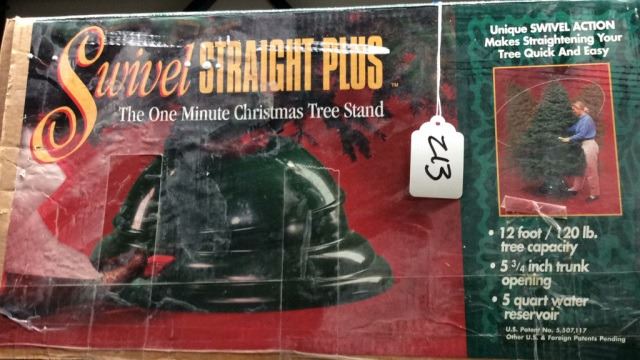 Swivel STRAIGHT PLUS™
The One Minute Christmas Tree Stand
213
Unique SWIVEL ACTION
Makes Straightening Your
Tree Quick And Easy
• 12 foot / 120 lb.
tree capacity
• 5 3/4 inch trunk
opening
• 5 quart water
reservoir
U.S. Patent No. 5,507,117
Other U.S. & Foreign Patents Pending